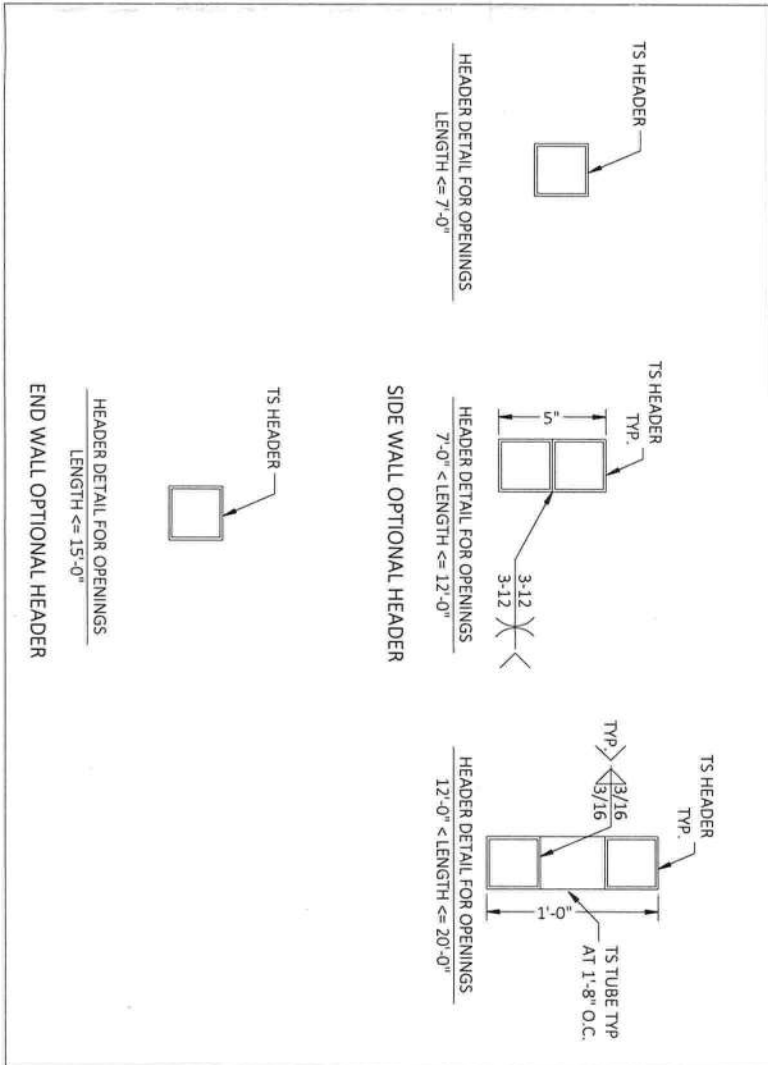 TS HEADER
HEADER DETAIL FOR OPENINGS
LENGTH <= 7'-0"
TS HEADER
TYP.
5"
3-12
3-12
HEADER DETAIL FOR OPENINGS
7'-0" < LENGTH <= 12'-0"
TS HEADER
TYP.
TYP.
3/16
3/16
1'-0"
TS TUBE TYP
AT 1'-8" O.C.
HEADER DETAIL FOR OPENINGS
12'-0" < LENGTH <= 20'-0"
SIDE WALL OPTIONAL HEADER
TS HEADER
HEADER DETAIL FOR OPENINGS
LENGTH <= 15'-0"
END WALL OPTIONAL HEADER